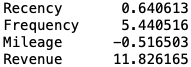 Recency 0.640613
Frequency 5.440516
Mileage -0.516503
Revenue 11.826165